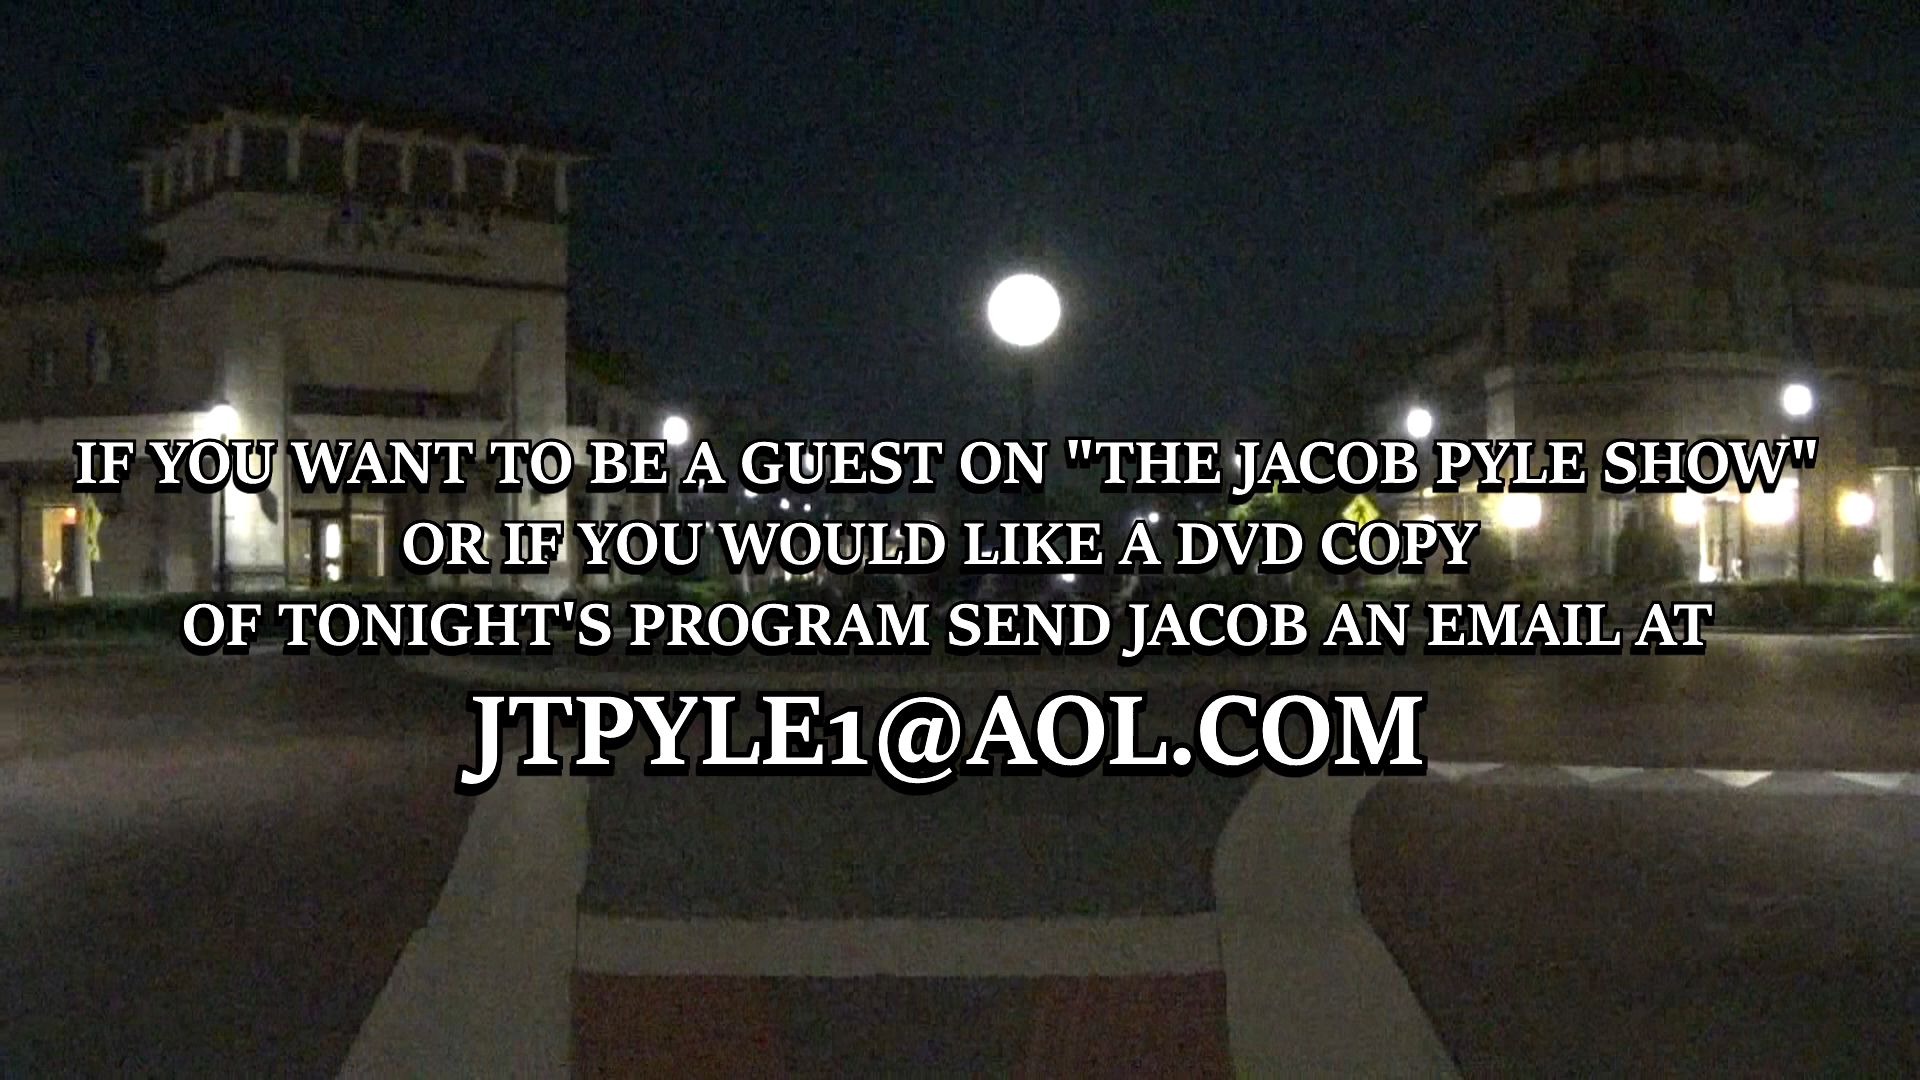 IF YOU WANT TO BE A GUEST ON "THE JACOB PYLE SHOW"
OR IF YOU WOULD LIKE A DVD COPY
OF TONIGHT'S PROGRAM SEND JACOB AN EMAIL AT
JTPYLE1@AOL.COM